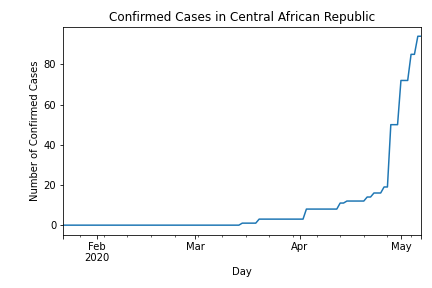 Confirmed Cases in Central African Republic
Number of Confirmed Cases
80
60
40
20
0
Feb
2020
Mar
Apr
May
Day